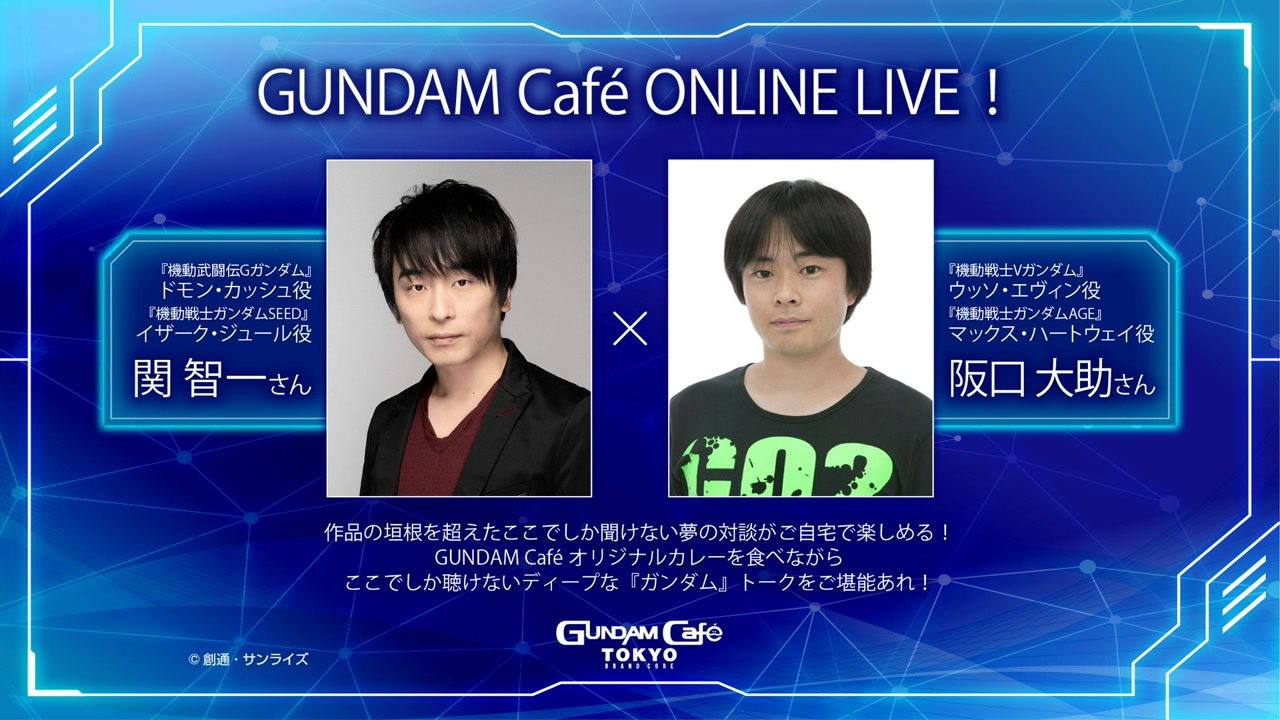 GUNDAM Café ONLINE LIVE！
『機動武闘伝Gガンダム』
ドモン・カッシュ役
『機動戦士ガンダムSEED』
イザーク・ジュール役
関 智一さん
×
『機動戦士Vガンダム』
ウッソ・エヴィン役
『機動戦士ガンダムAGE』
マックス・ハートウェイ役
阪口 大助さん
作品の垣根を超えたここでしか聞けない夢の対談がご自宅で楽しめる！
GUNDAM Café オリジナルカレーを食べながら
ここでしか聴けないディープな『ガンダム』トークをご堪能あれ！
GUNDAM Café
TOKYO
BRAND CORE
© 創通・サンライズ